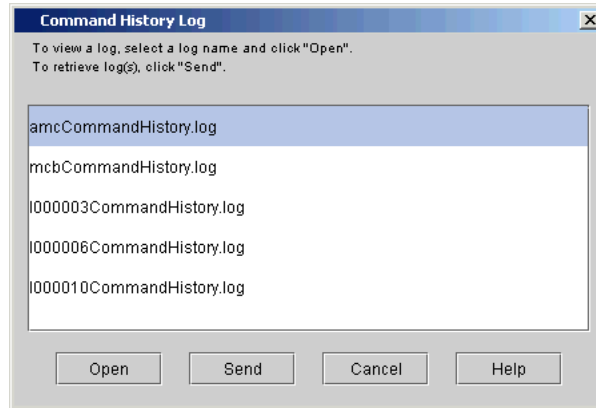 Command History Log
To view a log, select a log name and click "Open".
To retrieve log(s), click "Send".
amcCommandHistory.log
mcbCommandHistory.log
l000003CommandHistory.log
l000006CommandHistory.log
l000010CommandHistory.log
Open Send Cancel Help